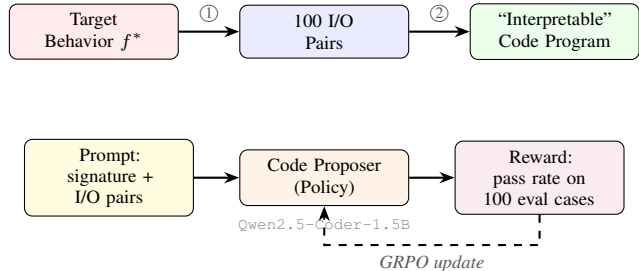 Target
Behavior f*
①
100 I/O
Pairs
②
“Interpretable”
Code Program
Prompt:
signature +
I/O pairs
Code Proposer
(Policy)
Reward:
pass rate on
100 eval cases
Qwen2.5-Coder-1.5B
GRPO update